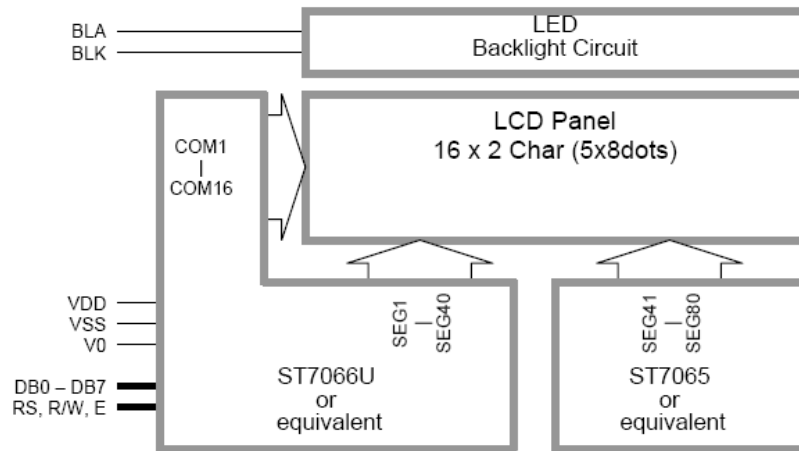 BLA
BLK
LED
Backlight Circuit
LCD Panel
16 x 2 Char (5x8dots)
COM1
COM16
VDD
VSS
V0
DB0 – DB7
RS, R/W, E
SEG1
SEG40
ST7066U
or
equivalent
SEG41
SEG80
ST7065
or
equivalent